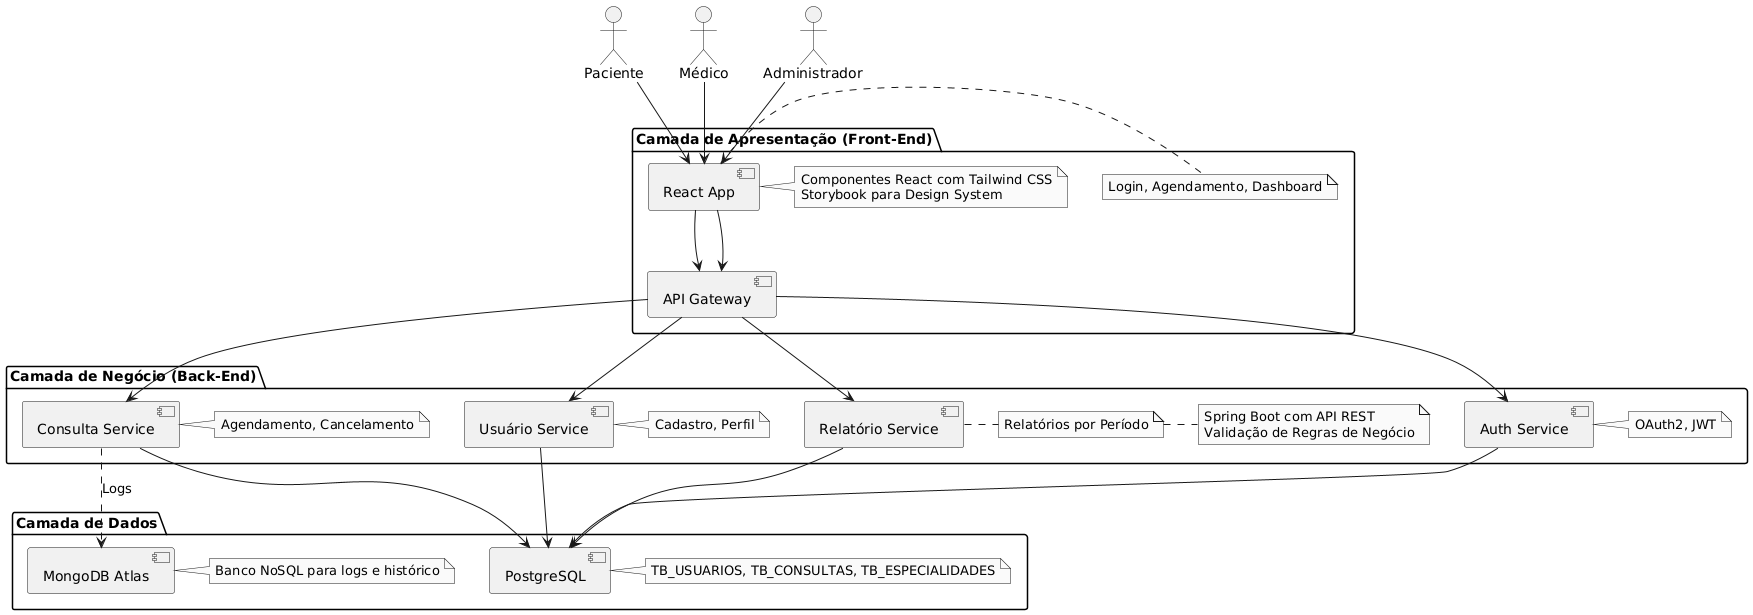 Paciente
Médico
Administrador
Camada de Apresentação (Front-End)
React App
Componentes React com Tailwind CSS
Storybook para Design System
Login, Agendamento, Dashboard
API Gateway
Camada de Negócio (Back-End)
Consulta Service
Agendamento, Cancelamento
Usuário Service
Cadastro, Perfil
Relatório Service
Relatórios por Período
Spring Boot com API REST
Validação de Regras de Negócio
Auth Service
OAuth2, JWT
Logs
Camada de Dados
MongoDB Atlas
Banco NoSQL para logs e histórico
PostgreSQL
TB_USUARIOS, TB_CONSULTAS, TB_ESPECIALIDADES